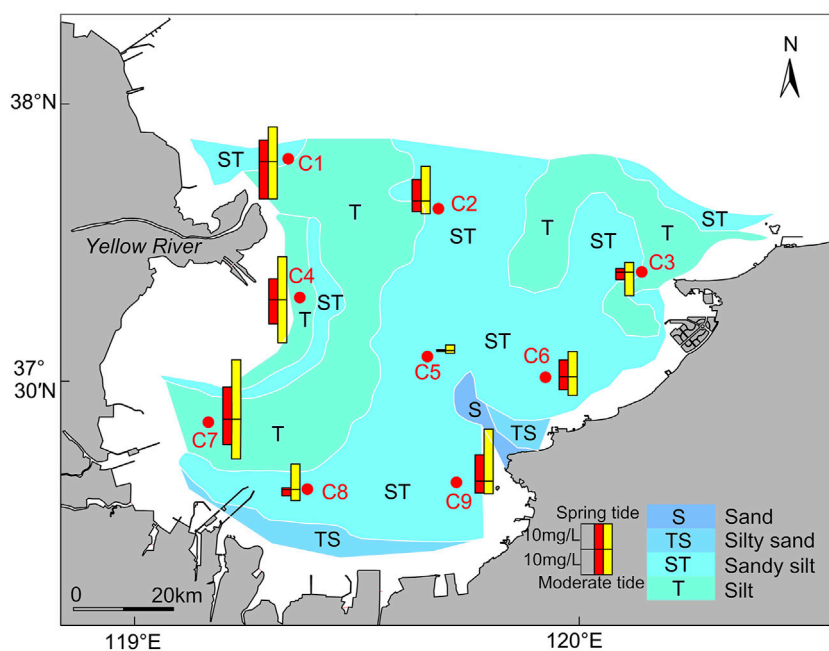 N
38°N
ST
C1
C2
T
ST
Yellow River
ST
T
ST
T
C3
C4
ST
T
ST
C5
C6
37°
30'N
S
TS
C7
T
C8
ST
C9
TS
Spring tide
10mg/L
10mg/L
Moderate tide
S Sand
TS Silty sand
ST Sandy silt
T Silt
0 20km
119°E
120°E